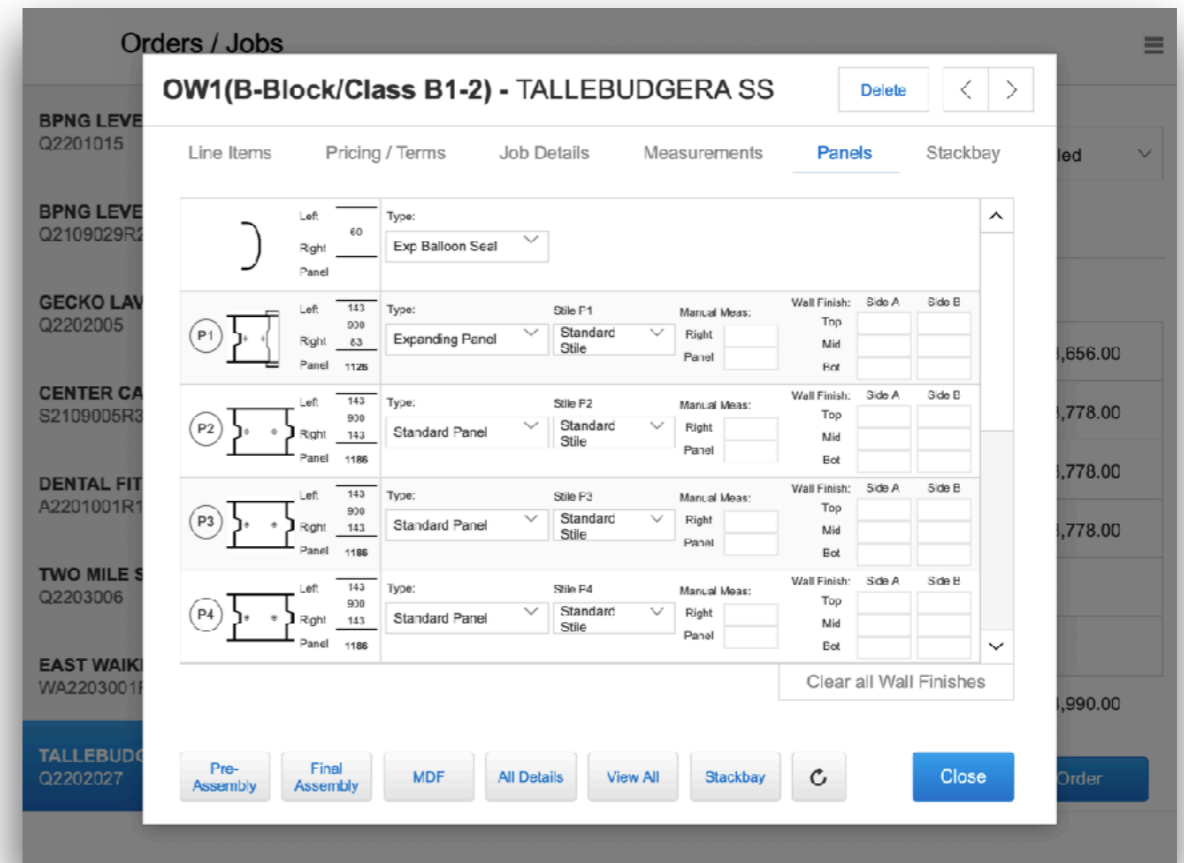 Orders / Jobs
OW1(B-Block/Class B1-2) - TALLEBUDGERA SS
Delete
BPNG LEVE
Q2201015
Line Items Pricing / Terms Job Details Measurements Panels Stackbay
led
BPNG LEVE
Q2109029R2
GECKO LAV
Q2202005
CENTER CA
S2109005R3
DENTAL FIT
A2201001R1
TWO MILE S
Q2203006
EAST WAIKI
WA2203001R
TALLEBUDG
Q2202027
Left
60
Right
Panel
Type:
Exp Balloon Seal
P1
Left 143
900
Right 83
Panel 1126
Type:
Expanding Panel
Stile P1
Standard
Stile
Manual Meas:
Right
Panel
Wall Finish: Side A Side B
Top
Mid
Bot
P2
Left 143
900
Right 143
Panel 1186
Type:
Standard Panel
Stile P2
Standard
Stile
Manual Meas:
Right
Panel
Wall Finish: Side A Side B
Top
Mid
Bot
P3
Left 143
900
Right 143
Panel 1186
Type:
Standard Panel
Stile P3
Standard
Stile
Manual Meas:
Right
Panel
Wall Finish: Side A Side B
Top
Mid
Bot
P4
Left 143
900
Right 143
Panel 1186
Type:
Standard Panel
Stile P4
Standard
Stile
Manual Meas:
Right
Panel
Wall Finish: Side A Side B
Top
Mid
Bot
Clear all Wall Finishes
,656.00
,778.00
,778.00
,778.00
,990.00
Pre-
Assembly
Final
Assembly
MDF
All Details
View All
Stackbay
Close
Order